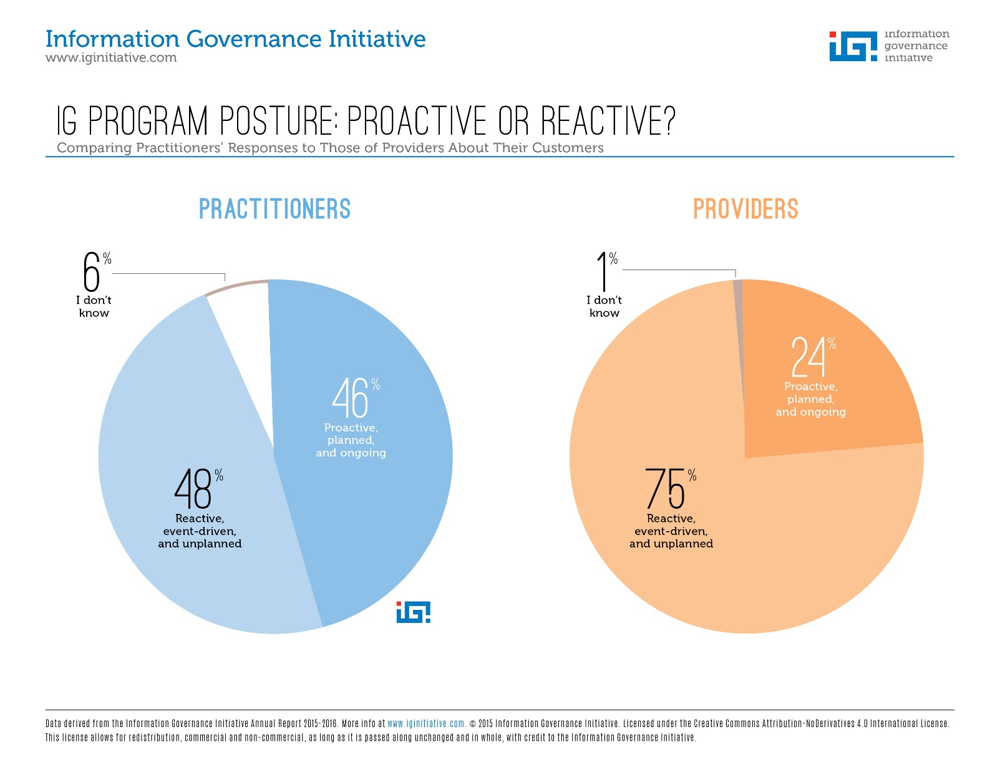 Information Governance Initiative
www.iginitiative.com
iG!
information
governance
initiative
IG PROGRAM POSTURE: PROACTIVE OR REACTIVE?
Comparing Practitioners’ Responses to Those of Providers About Their Customers
PRACTITIONERS
6%
I don’t
know
46%
Proactive,
planned,
and ongoing
48%
Reactive,
event-driven,
and unplanned
iG!
PROVIDERS
1%
I don’t
know
24%
Proactive,
planned,
and ongoing
75%
Reactive,
event-driven,
and unplanned
Data derived from the Information Governance Initiative Annual Report 2015-2016. More info at www.iginitiative.com. © 2015 Information Governance Initiative. Licensed under the Creative Commons Attribution-NoDerivatives 4.0 International License.
This license allows for redistribution, commercial and non-commercial, as long as it is passed along unchanged and in whole, with credit to the Information Governance Initiative.